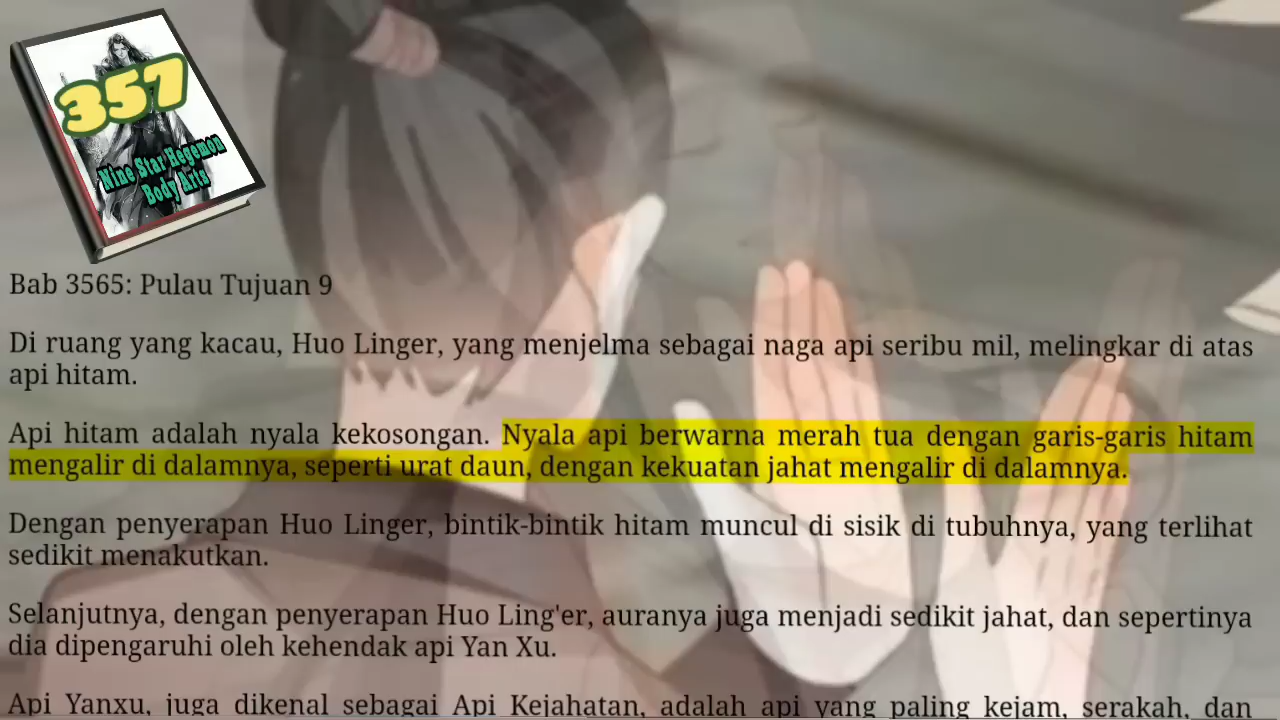 357
Nine Star Hegemon
Body Arts
Bab 3565: Pulau Tujuan 9
Di ruang yang kacau, Huo Linger, yang menjelma sebagai naga api seribu mil, melingkar di atas
api hitam.
Api hitam adalah nyala kekosongan. Nyala api berwarna merah tua dengan garis-garis hitam
mengalir di dalamnya, seperti urat daun, dengan kekuatan jahat mengalir di dalamnya.
Dengan penyerapan Huo Linger, bintik-bintik hitam muncul di sisik di tubuhnya, yang terlihat
sedikit menakutkan.
Selanjutnya, dengan penyerapan Huo Ling'er, auranya juga menjadi sedikit jahat, dan sepertinya
dia dipengaruhi oleh kehendak api Yan Xu.
Api Yanxu, juga dikenal sebagai Api Kejahatan, adalah api yang paling kejam, serakah, dan